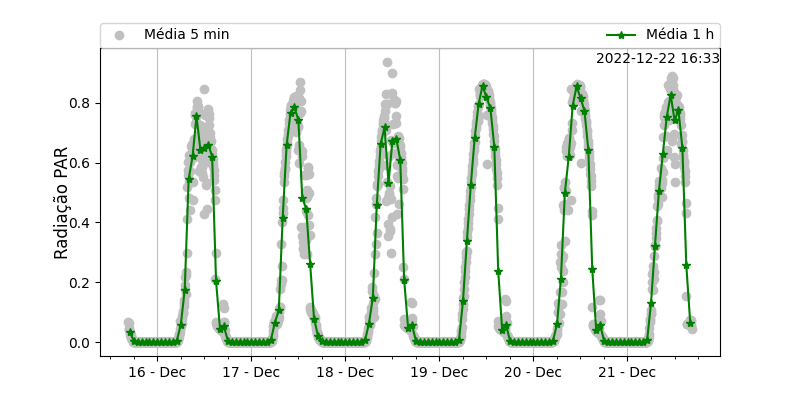 Média 5 min
Média 1 h
2022-12-22 16:33
Radiação PAR
0.8
0.6
0.4
0.2
0.0
16 - Dec
17 - Dec
18 - Dec
19 - Dec
20 - Dec
21 - Dec